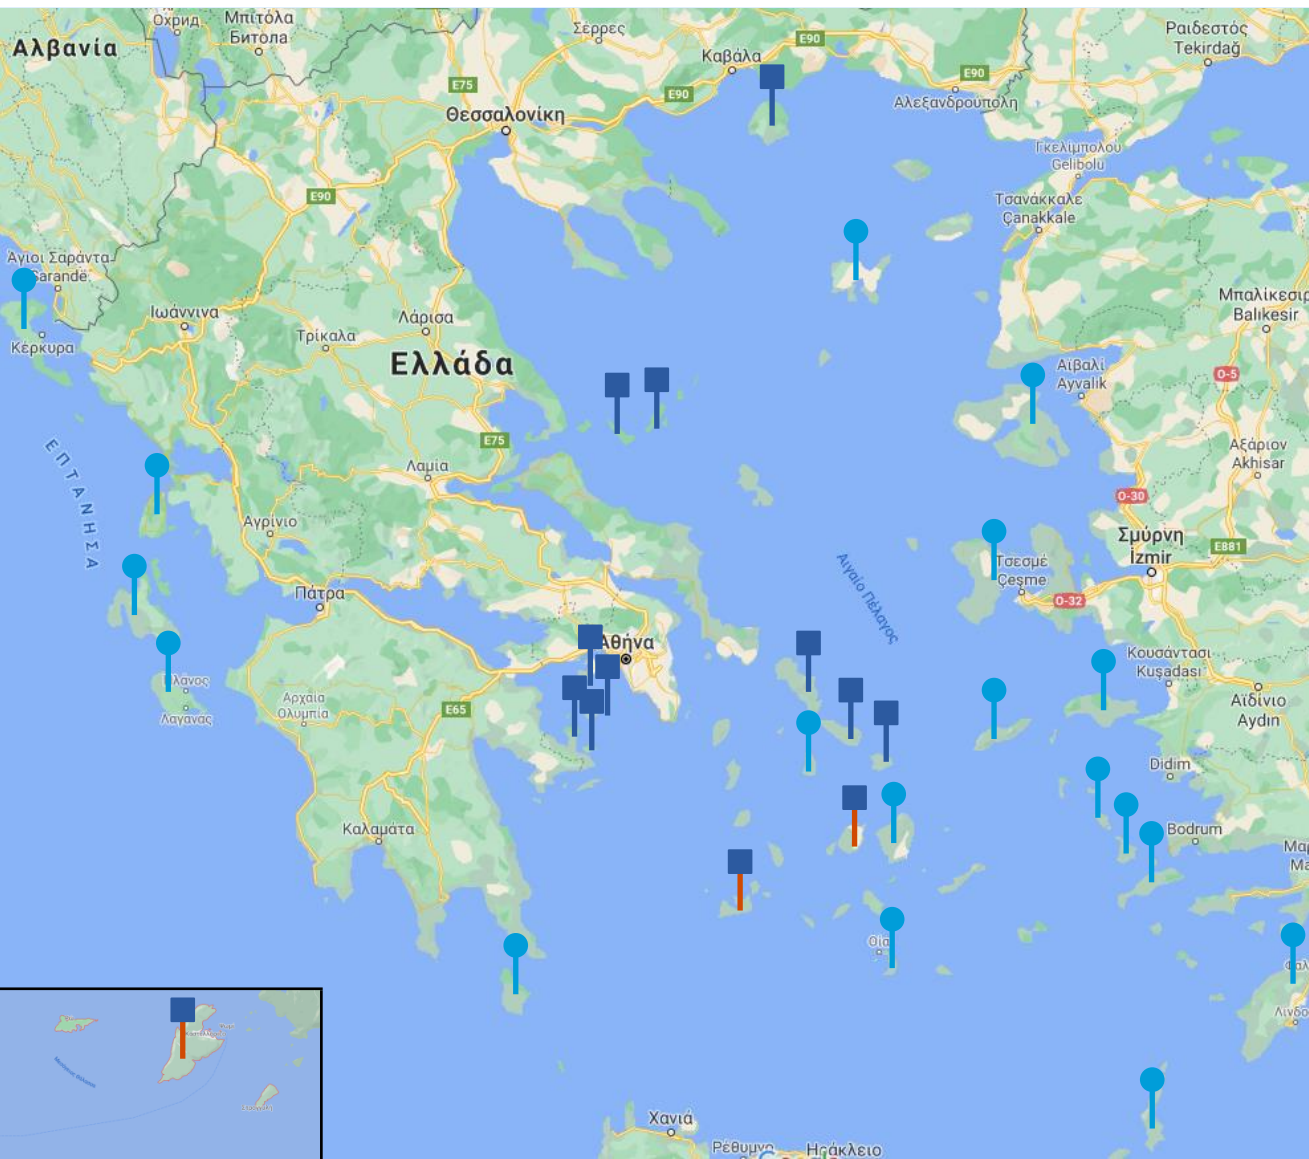 Οχρид
Μπιτόλα
Битола
Αλβανία
Σέρρες
Καβάλα
E90
Ραιδεστός
Tekirdağ
E75
E90
E90
Αλεξανδρούπολη
Θεσσαλονίκη
Γκελίμπολου
Gelibolu
E90
Τσανάκκαλε
Çanakkale
Άγιοι Σαράντα
Sarandë
Μπαλίκεσιρ
Balıkesir
Ιωάννινα
Λάρισα
Τρίκαλα
Κέρκυρα
Ελλάδα
Αϊβαλί
Ayvalık
O-5
E75
ΕΠΤΑΝΗΣΑ
Λαμία
Αξάριον
Akhisar
O-30
Αγρίνιο
Σμύρνη
İzmir
E881
Αιγαίο Πέλαγος
Τσεσμέ
Çeşme
O-32
Πάτρα
Αθήνα
Κουσάντασι
Kuşadası
Λαγανάς
Αρχαία
Ολυμπία
E65
Αϊδίνιο
Aydın
Didim
Καλαμάτα
Bodrum
Οία
Χανιά
Ρέθυμνο
Ηράκλειο